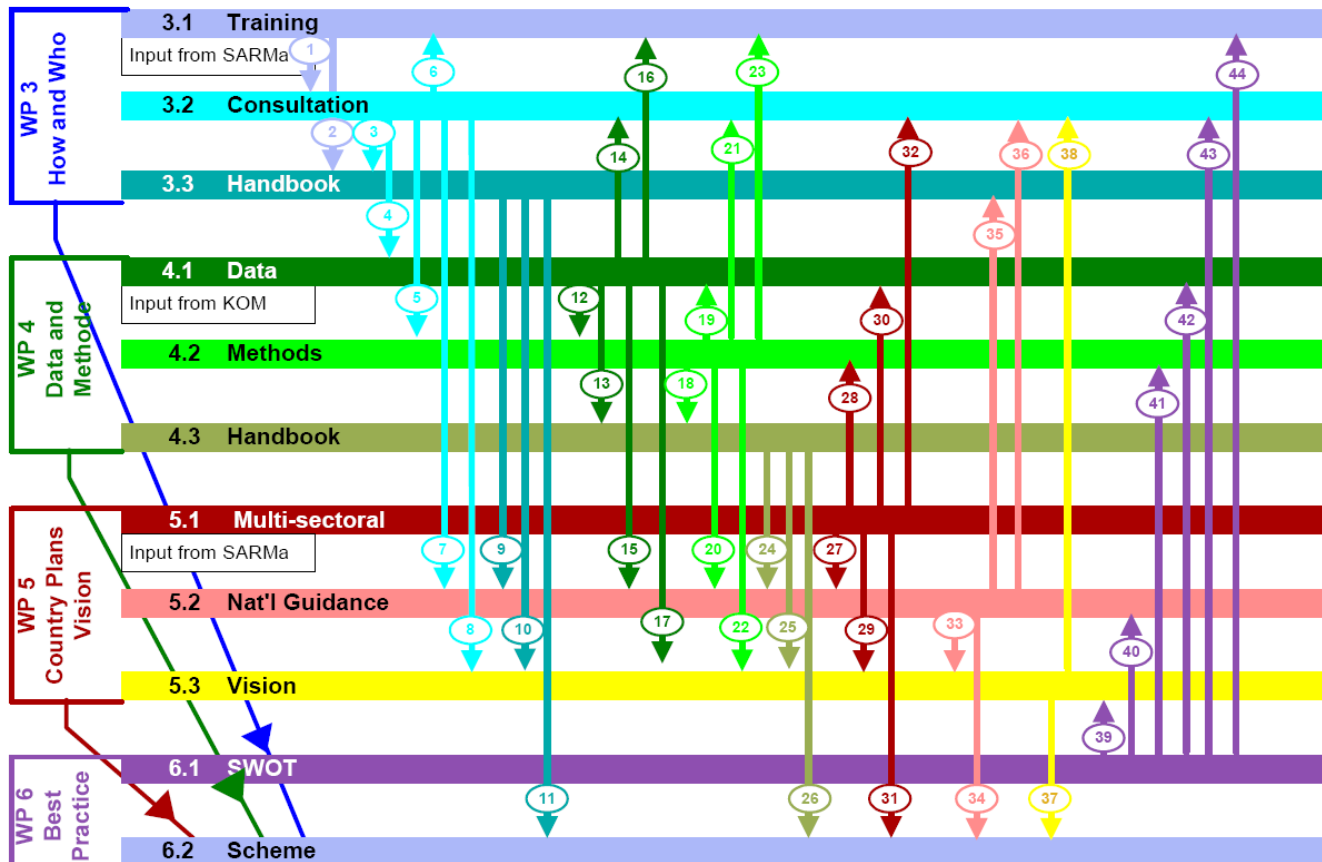 3.1 Training
Input from SARMa
1
6
16
23
44
WP 3
How and Who
3.2 Consultation
2
3
14
21
32
36
38
43
3.3 Handbook
4
35
4.1 Data
Input from KOM
5
12
19
30
42
WP 4
Data and
Methode
4.2 Methods
13
18
28
41
4.3 Handbook
5.1 Multi-sectoral
Input from SARMa
7
9
15
20
24
27
WP 5
Country Plans
Vision
5.2 Nat'l Guidance
8
10
17
22
25
29
33
40
5.3 Vision
39
6.1 SWOT
WP 6
Best
Practice
11
26
31
34
37
6.2 Scheme